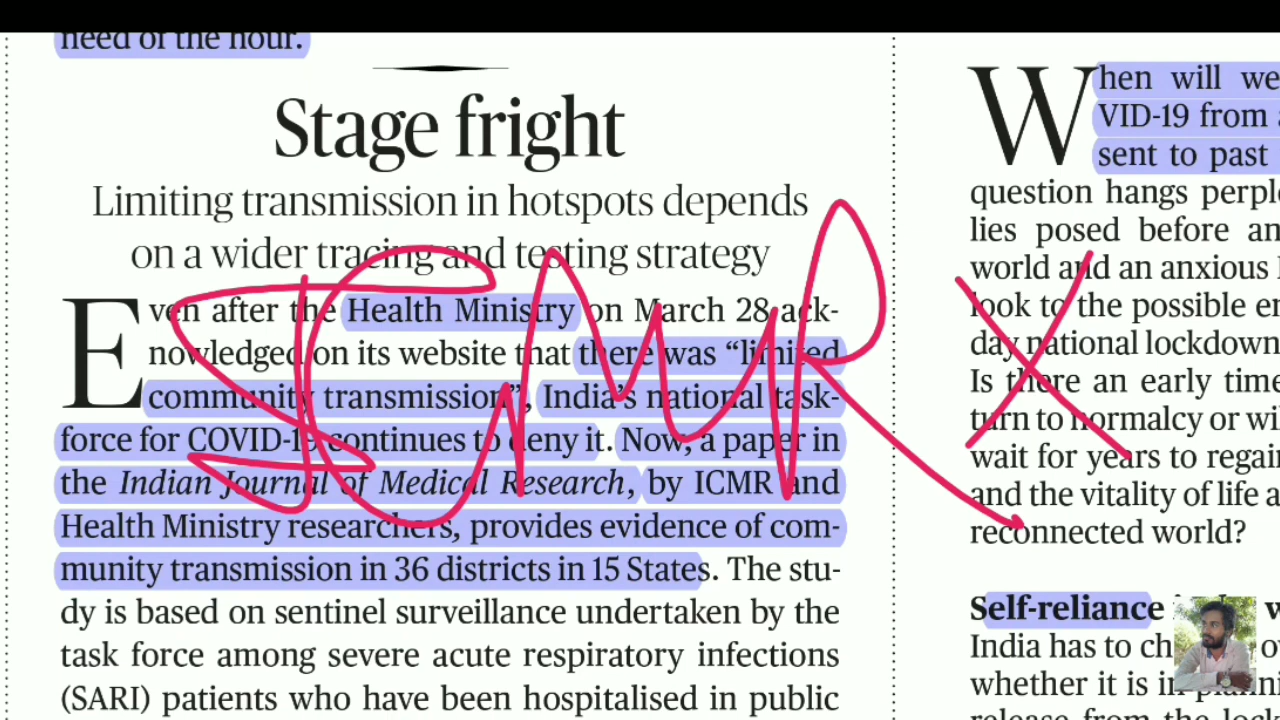 need of the hour.
Stage fright
Limiting transmission in hotspots depends
on a wider tracing and testing strategy
Even after the Health Ministry on March 28 ack-
nowledged on its website that there was “limited
community transmission”, India’s national task-
force for COVID-19 continues to deny it. Now, a paper in
the Indian Journal of Medical Research, by ICMR and
Health Ministry researchers, provides evidence of com-
munity transmission in 36 districts in 15 States. The stu-
dy is based on sentinel surveillance undertaken by the
task force among severe acute respiratory infections
(SARI) patients who have been hospitalised in public
ICMR
When will we
VID-19 from
sent to past
question hangs
lies posed before
world and an anxious
look to the possible
day national lockdown
Is there an early
turn to normalcy or
wait for years to
and the vitality of life
reconnected world?
Self-reliance
India has to
whether it is
release from the